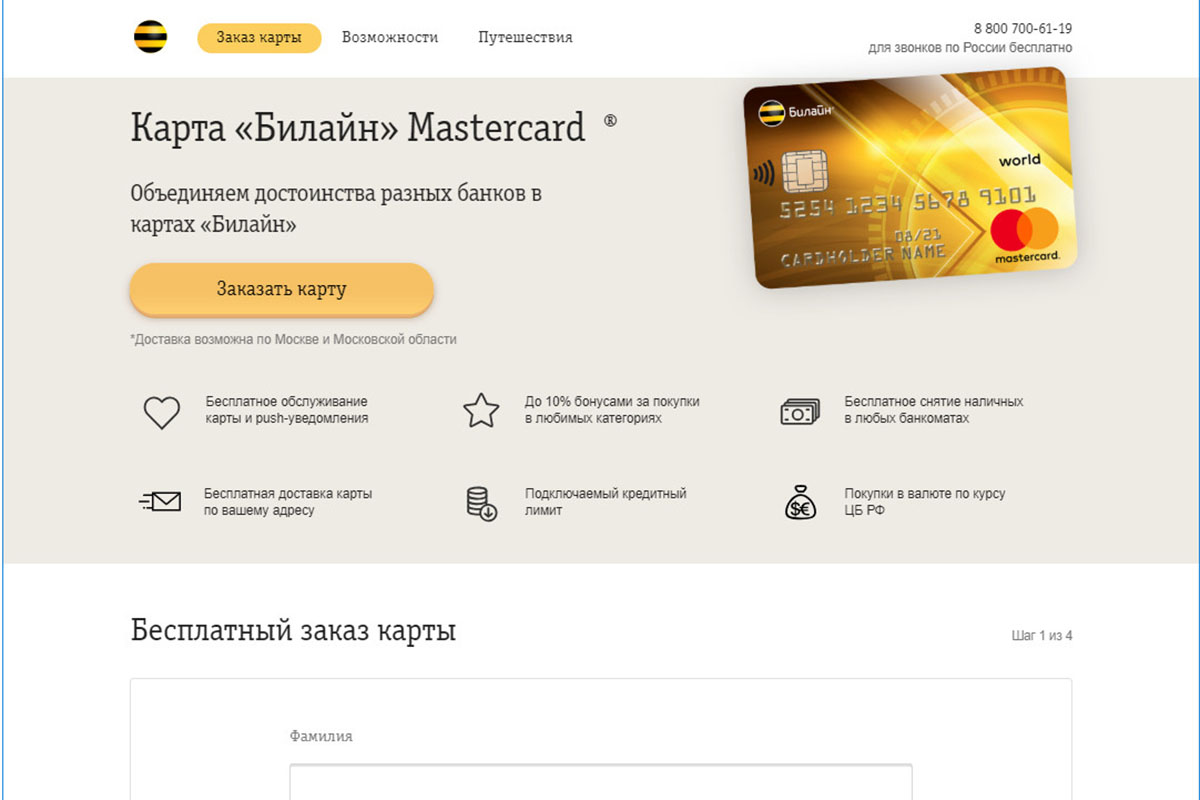 Заказ карты
Возможности
Путешествия
8 800 700-61-19
для звонков по России бесплатно
Карта «Билайн» Mastercard ®
Объединяем достоинства разных банков в
картах «Билайн»
Заказать карту
*Доставка возможна по Москве и Московской области
Билайн®
world
5254 1234 5678 9101
08/21
CARDHOLDER NAME
mastercard.
Бесплатное обслуживание
карты и push-уведомления
До 10% бонусами за покупки
в любимых категориях
Бесплатное снятие наличных
в любых банкоматах
Бесплатная доставка карты
по вашему адресу
Подключаемый кредитный
лимит
$€
Покупки в валюте по курсу
ЦБ РФ
Бесплатный заказ карты
Шаг 1 из 4
Фамилия